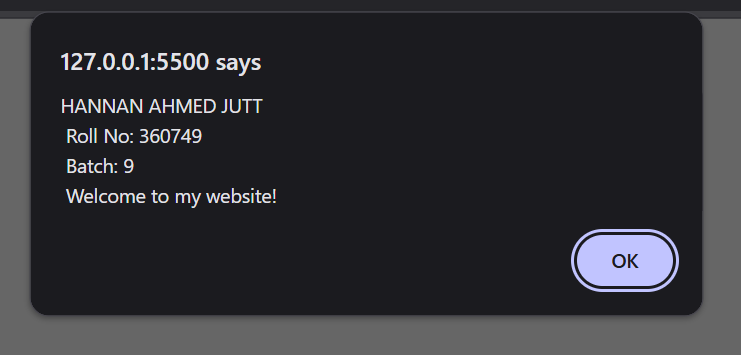 127.0.0.1:5500 says
HANNAN AHMED JUTT
Roll No: 360749
Batch: 9
Welcome to my website!
OK